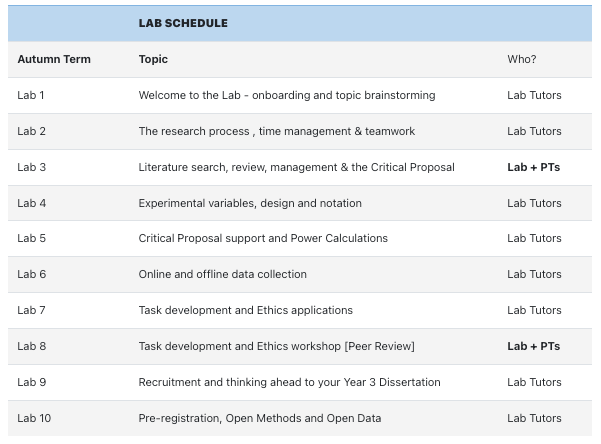 LAB SCHEDULE
Autumn Term Topic Who?
Lab 1 Welcome to the Lab - onboarding and topic brainstorming Lab Tutors
Lab 2 The research process , time management & teamwork Lab Tutors
Lab 3 Literature search, review, management & the Critical Proposal Lab + PTs
Lab 4 Experimental variables, design and notation Lab Tutors
Lab 5 Critical Proposal support and Power Calculations Lab Tutors
Lab 6 Online and offline data collection Lab Tutors
Lab 7 Task development and Ethics applications Lab Tutors
Lab 8 Task development and Ethics workshop [Peer Review] Lab + PTs
Lab 9 Recruitment and thinking ahead to your Year 3 Dissertation Lab Tutors
Lab 10 Pre-registration, Open Methods and Open Data Lab Tutors